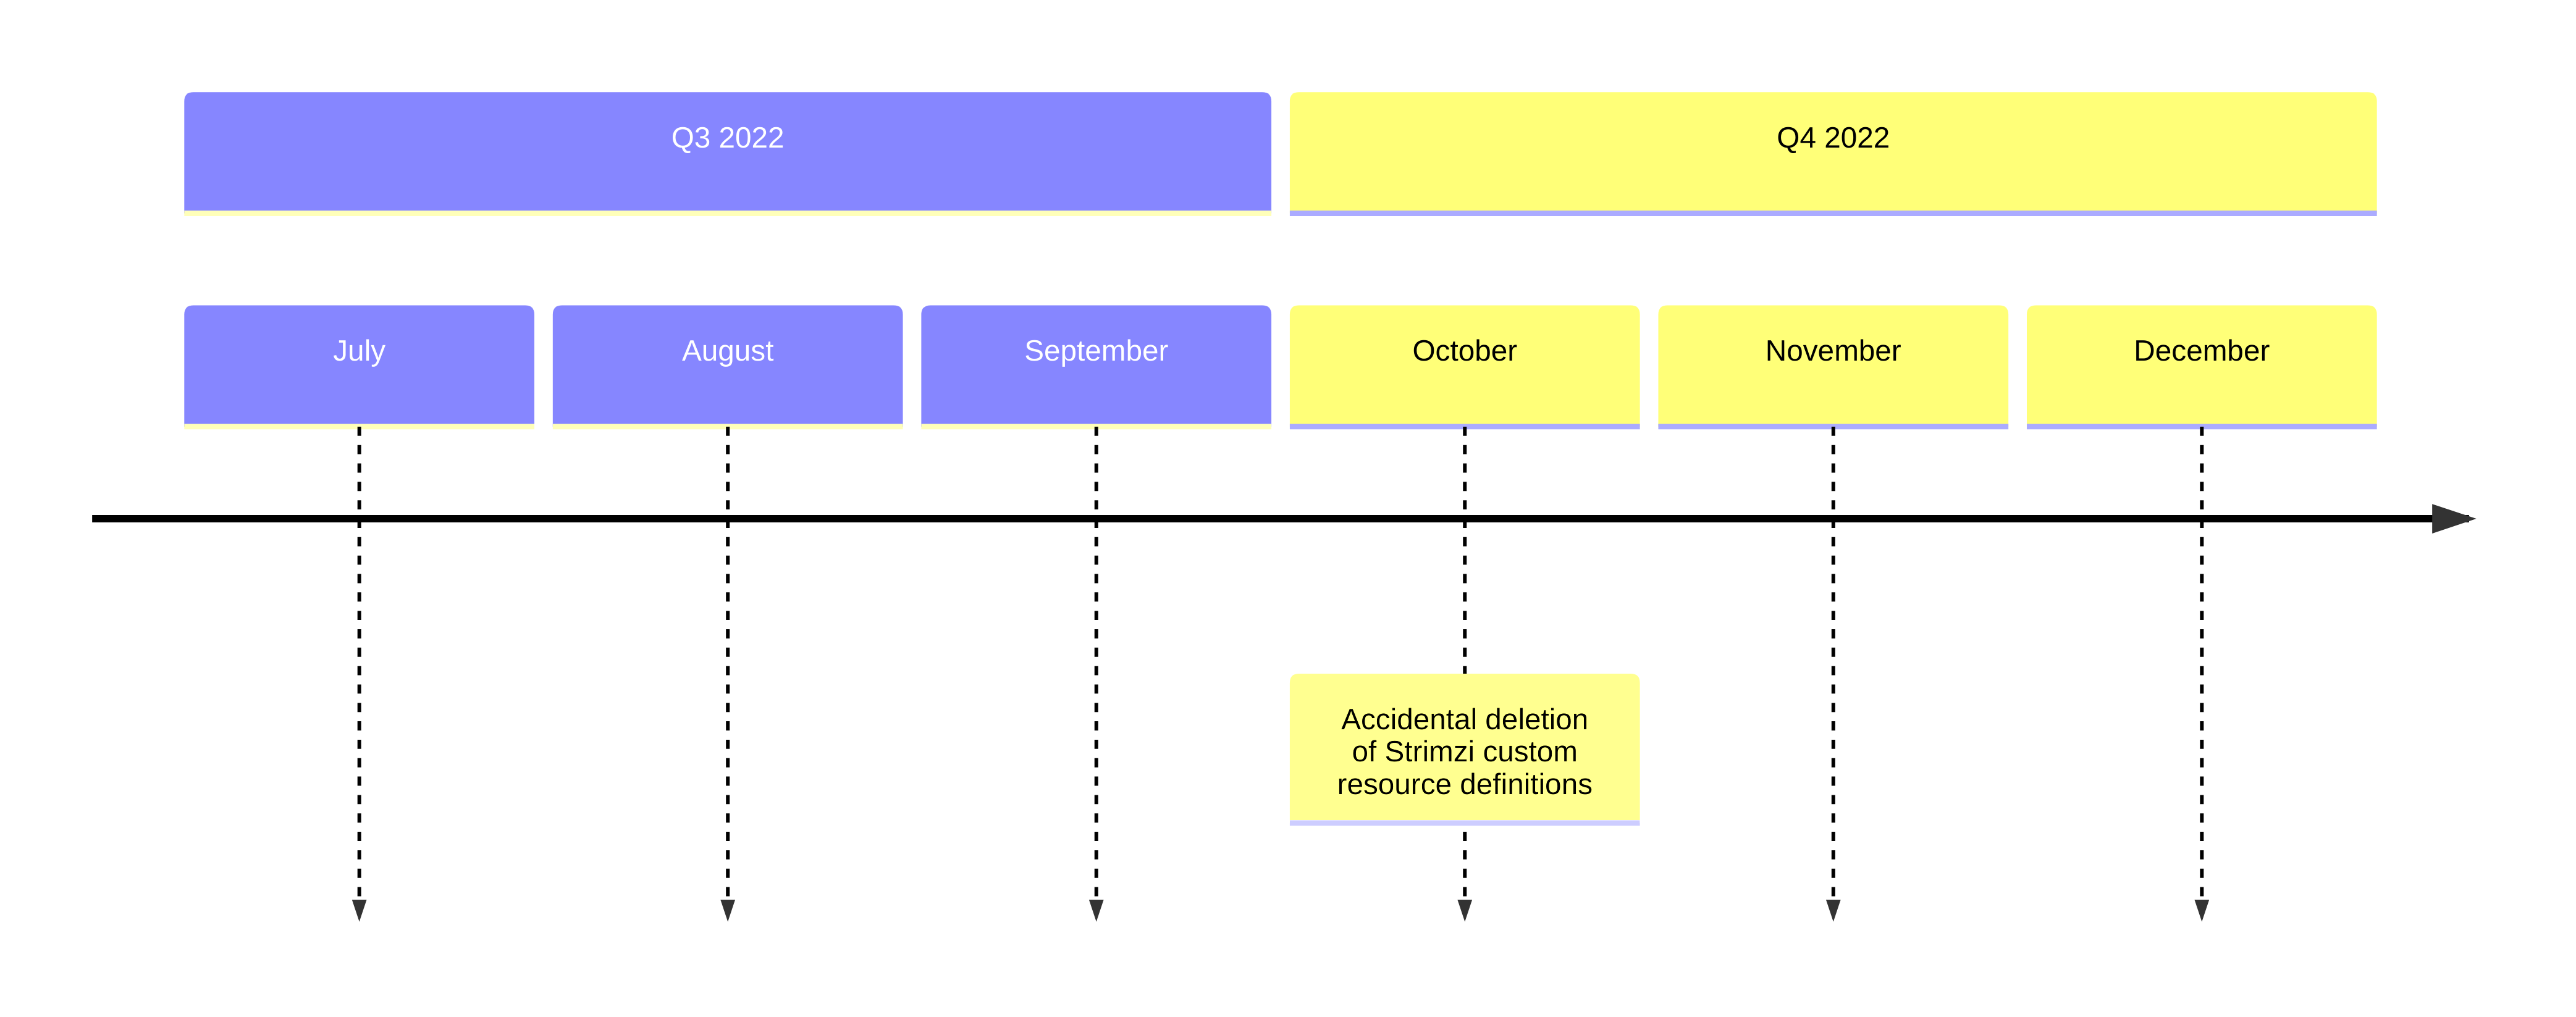 Q3 2022
Q4 2022
July
August
September
October
November
December
Accidental deletion
of Strimzi custom
resource definitions